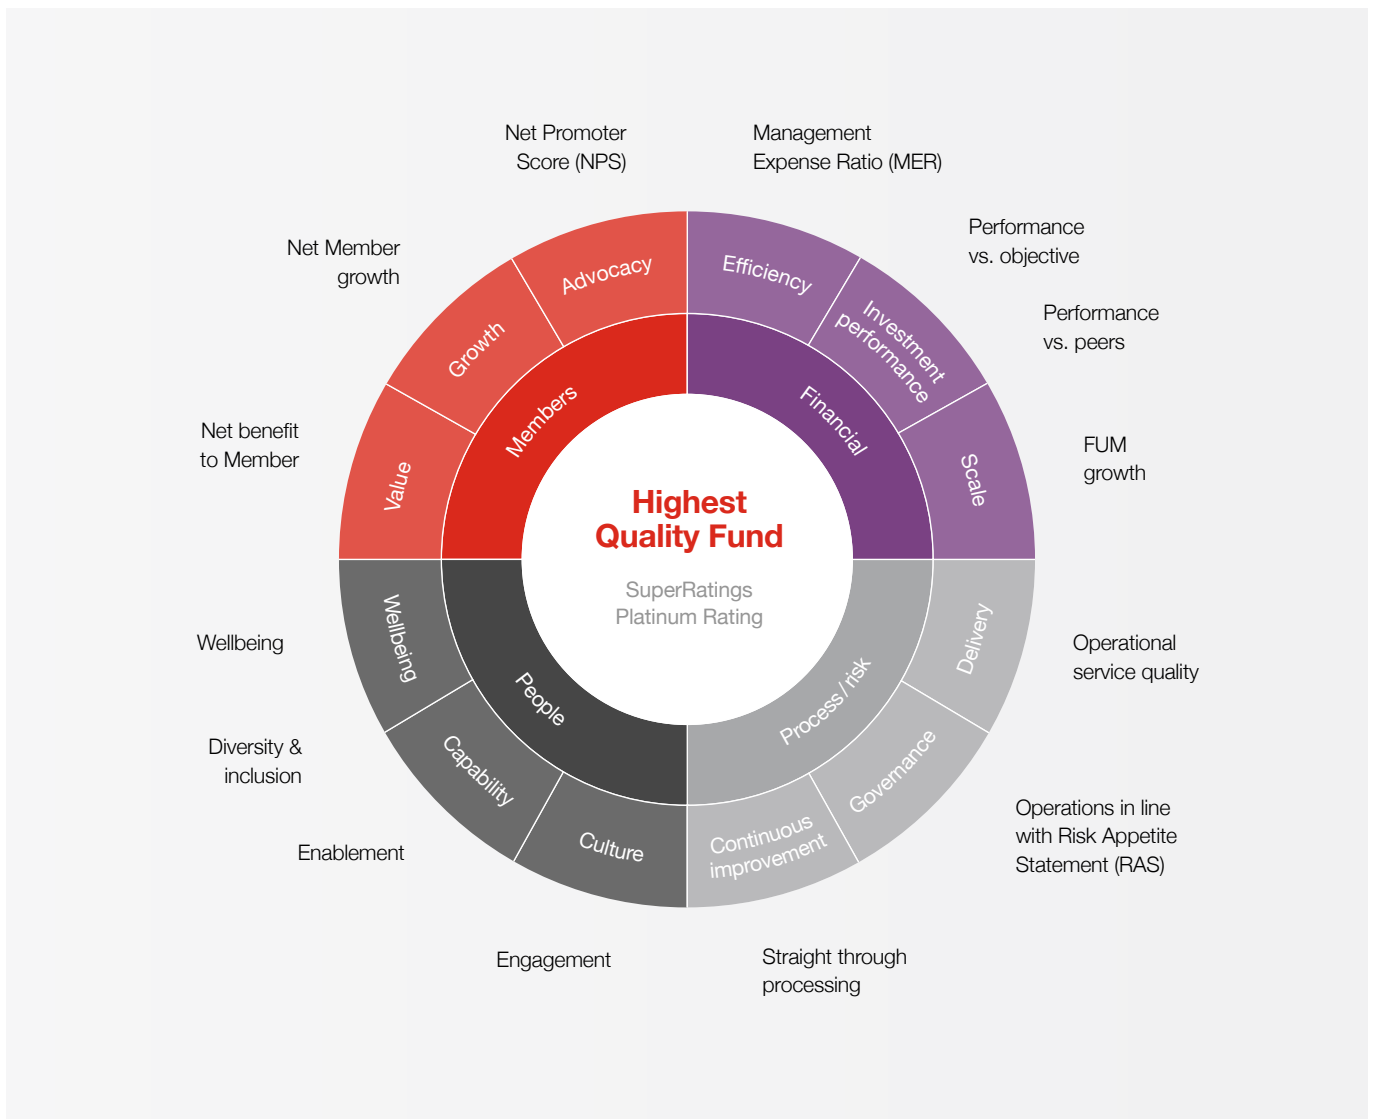 Net Promoter
Score (NPS)
Management
Expense Ratio (MER)
Performance
vs. objective
Net Member
growth
Performance
vs. peers
Advocacy
Efficiency
Growth
Investment
performance
Members
Financial
Net benefit
to Member
FUM
growth
Value
Scale
Highest
Quality Fund
SuperRatings
Platinum Rating
Wellbeing
Wellbeing
Delivery
Operational
service quality
People
Process / risk
Diversity &
inclusion
Capability
Governance
Operations in line
with Risk Appetite
Statement (RAS)
Enablement
Culture
Continuous
improvement
Engagement
Straight through
processing